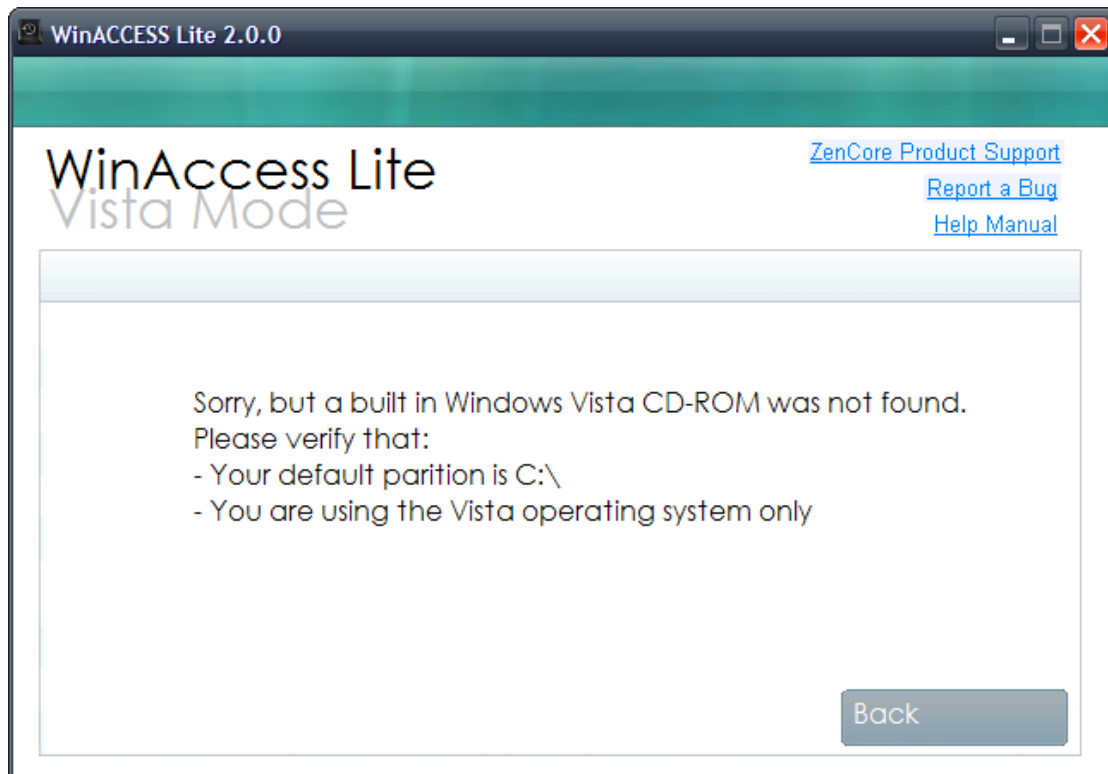 WinACCESS Lite 2.0.0
WinAccess Lite
Vista Mode
ZenCore Product Support
Report a Bug
Help Manual
Sorry, but a built in Windows Vista CD-ROM was not found.
Please verify that:
- Your default parition is C:\
- You are using the Vista operating system only
Back